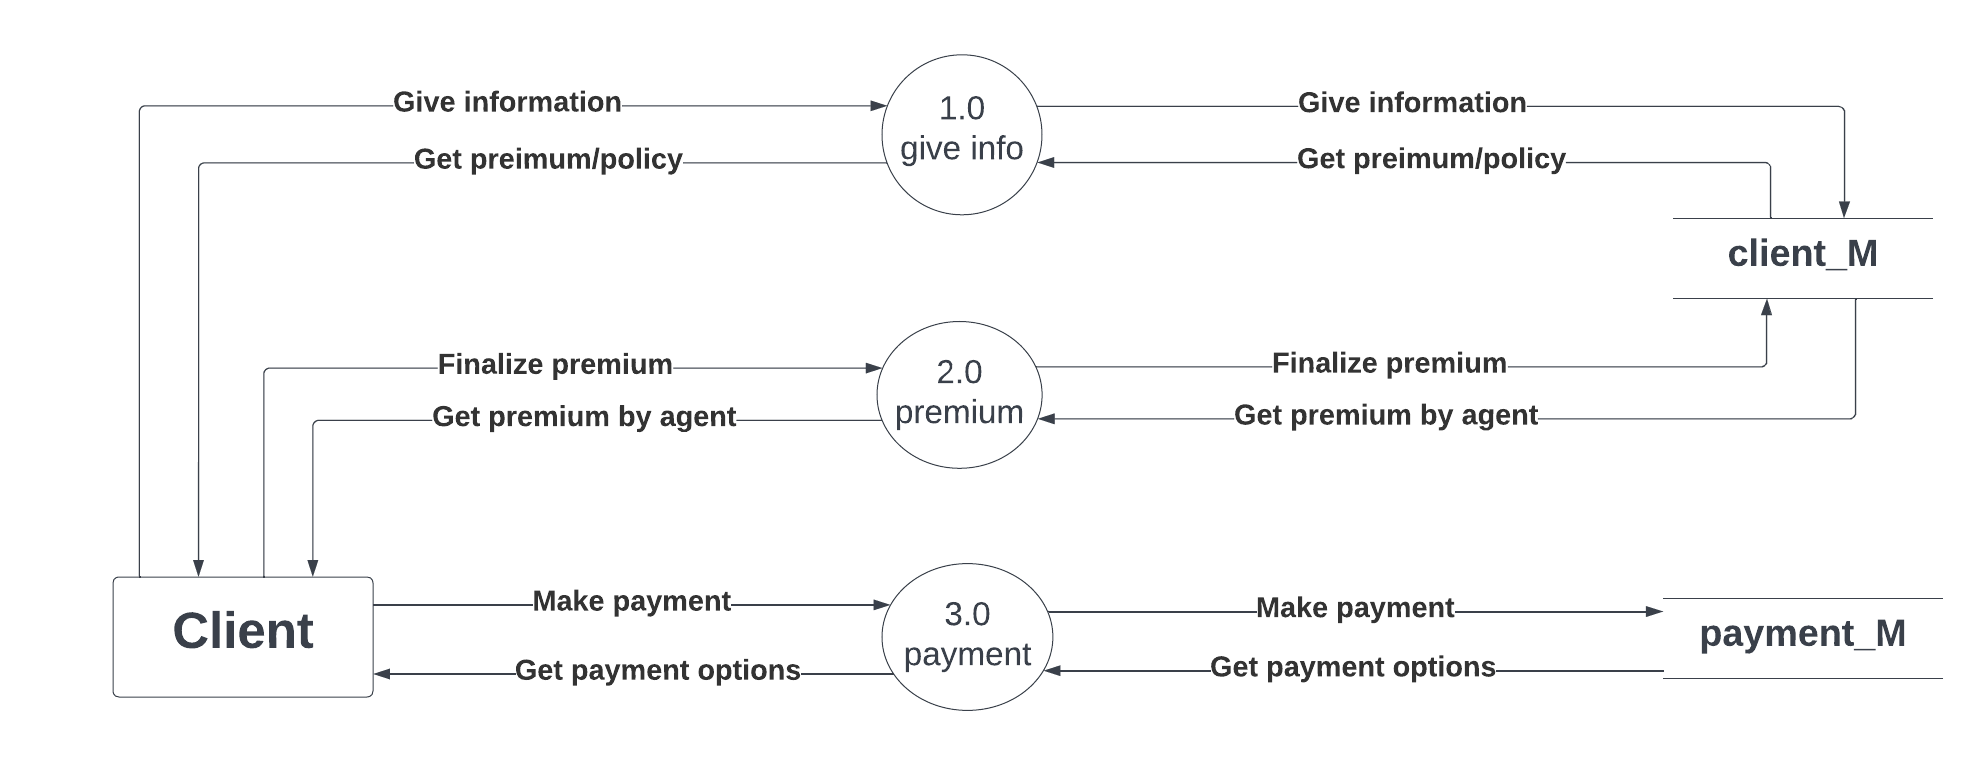 Give information
1.0
give info
Give information
Get preimum/policy
Get preimum/policy
client_M
Finalize premium
2.0
premium
Finalize premium
Get premium by agent
Get premium by agent
Client
Make payment
3.0
payment
Make payment
payment_M
Get payment options
Get payment options